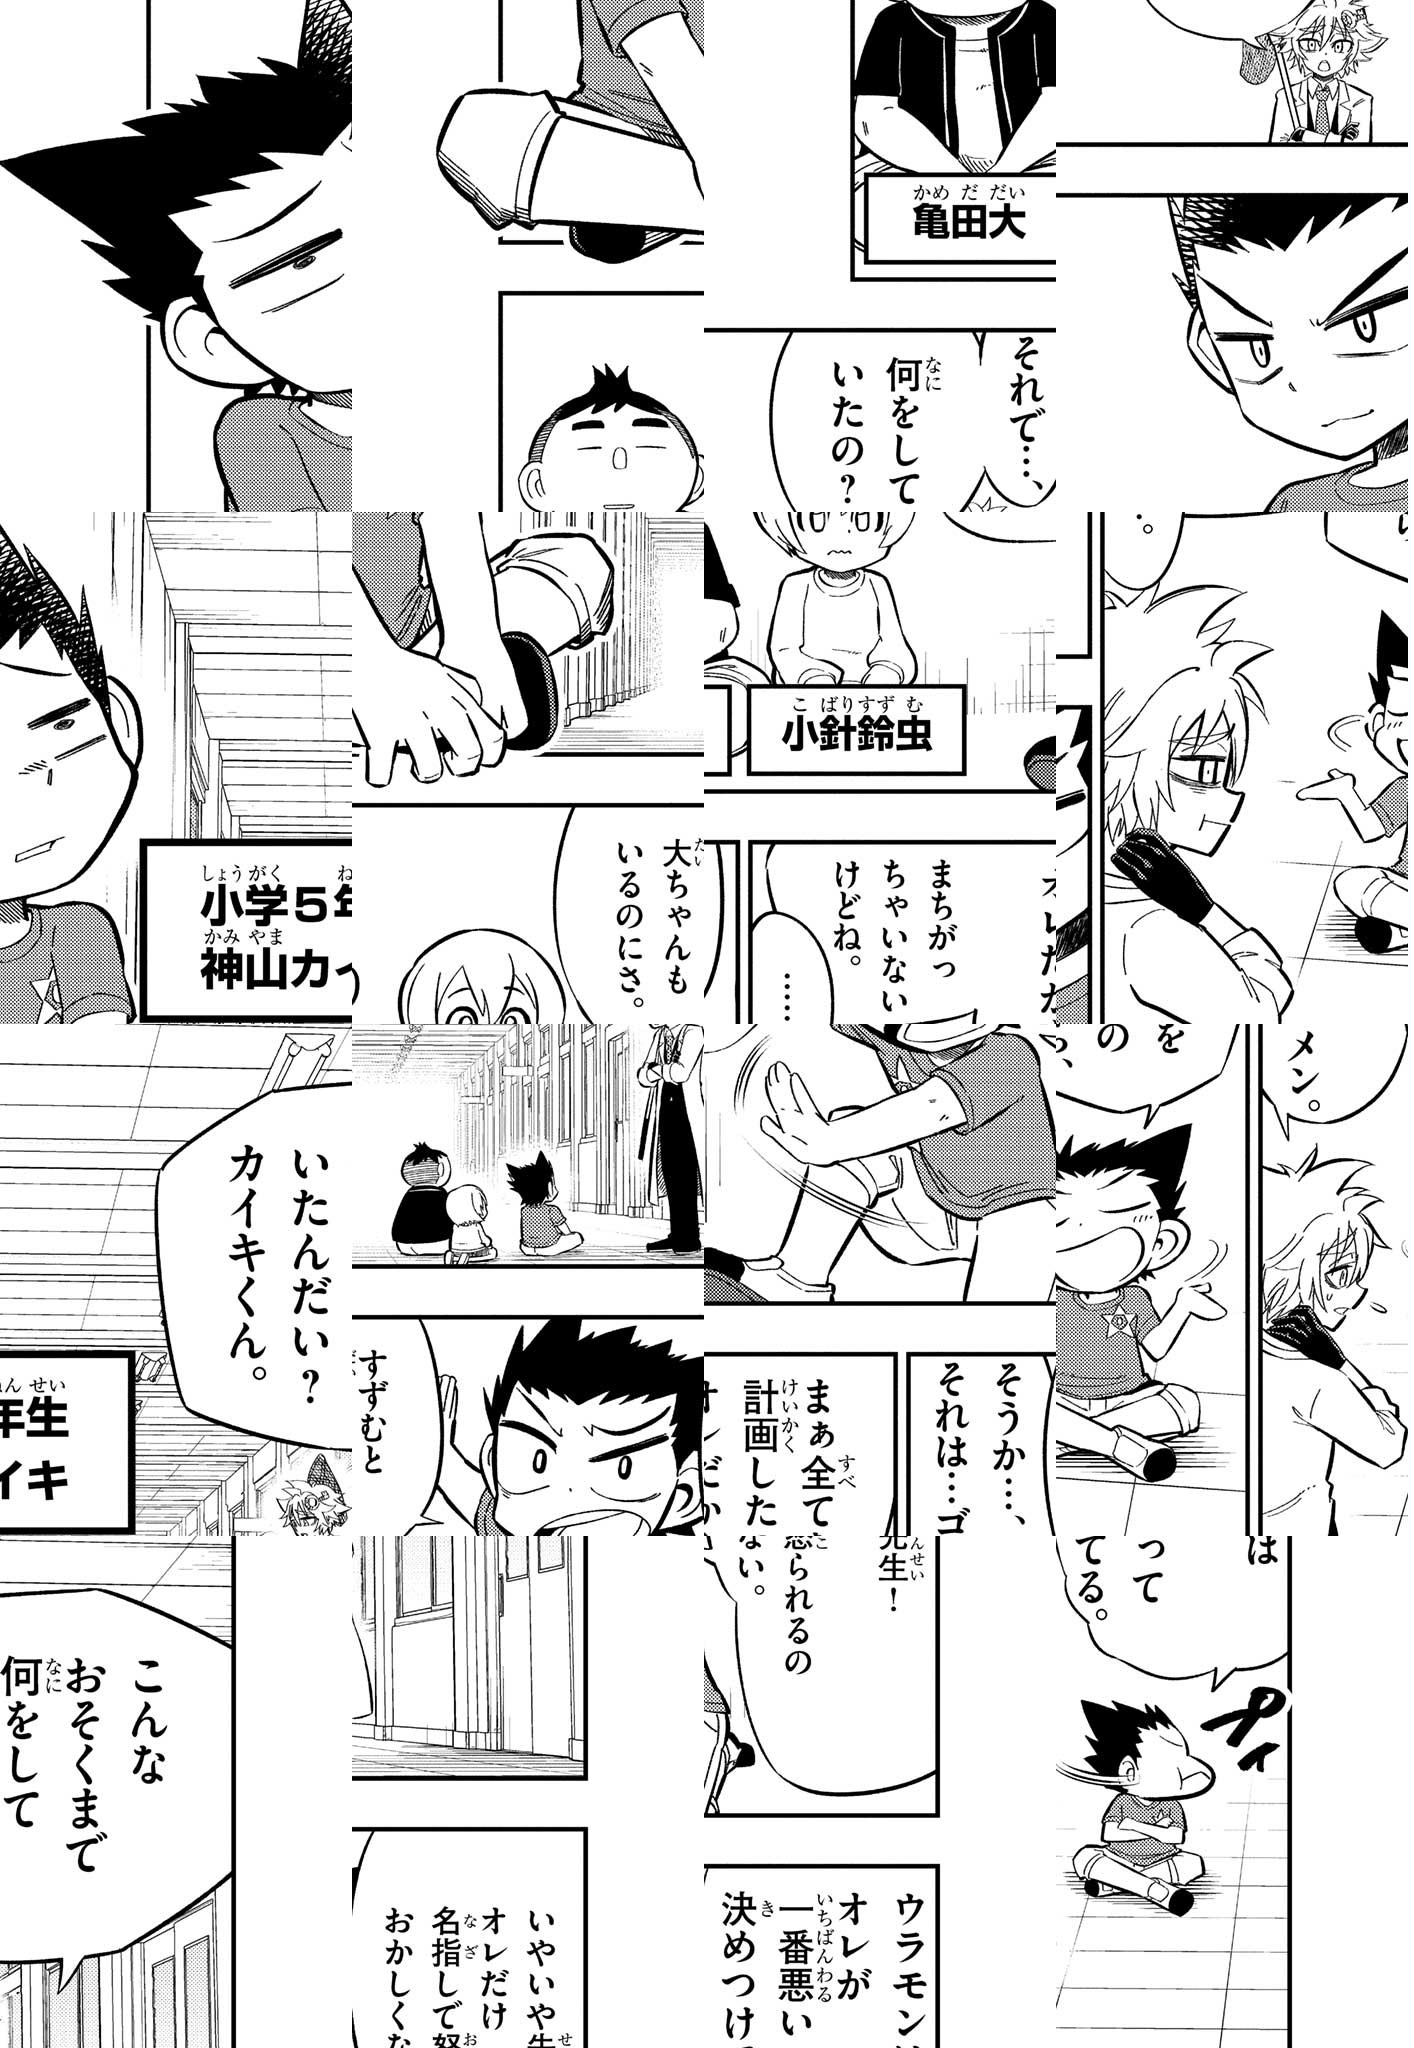 亀田大
それで…、
何をして
いたの？
小学５年
神山カイ
大ちゃんも
いるのにさ。
小針鈴虫
まちがっ
ちゃいない
けどね。
……
いたんだい？
カイキくん。
年生
イキ
すずむと
そうか…、
それは…ゴ
まぁ全て
計画した
メン。
を
の
こんな
おそくまで
何をして
いやいや先
オレだけ
名指しで怒
おかしくな
先生！
怒られるの
ない。
ウラモン
オレが
一番悪い
決めつけ
は
って
てる。
プイ